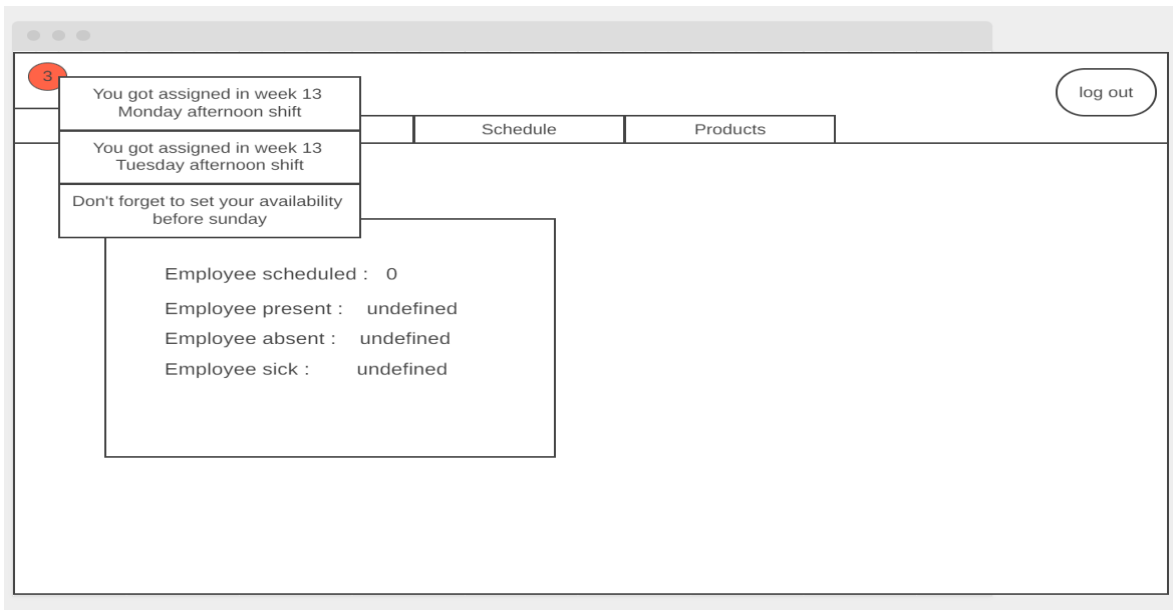 3
You got assigned in week 13
Monday afternoon shift
log out
Schedule
Products
You got assigned in week 13
Tuesday afternoon shift
Don't forget to set your availability
before sunday
Employee scheduled : 0
Employee present : undefined
Employee absent : undefined
Employee sick : undefined